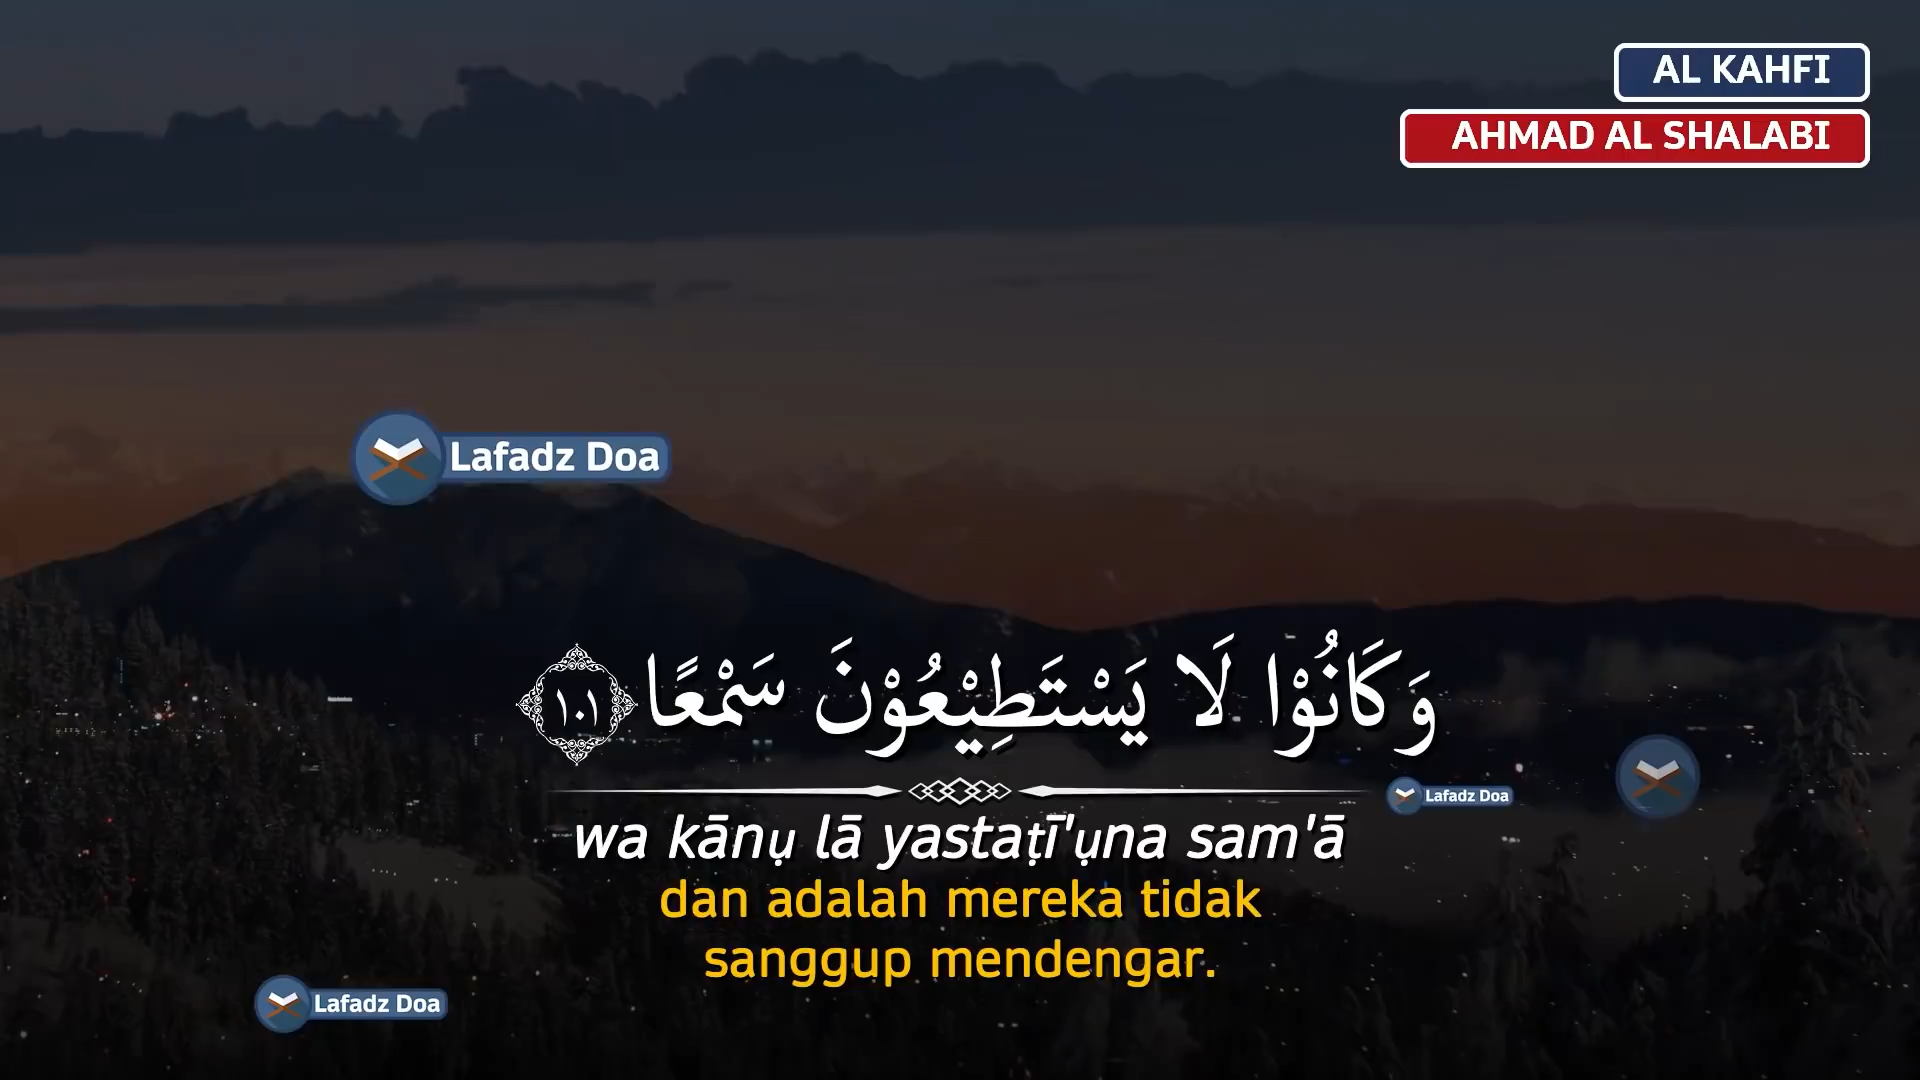 AL KAHFI
AHMAD AL SHALABI
Lafadz Doa
وَكَانُوْا لَا يَسْتَطِيْعُوْنَ سَمْعًا ١٠١
Lafadz Doa
wa kānụ lā yastaṭī'ụna sam'ā
dan adalah mereka tidak
sanggup mendengar.
Lafadz Doa